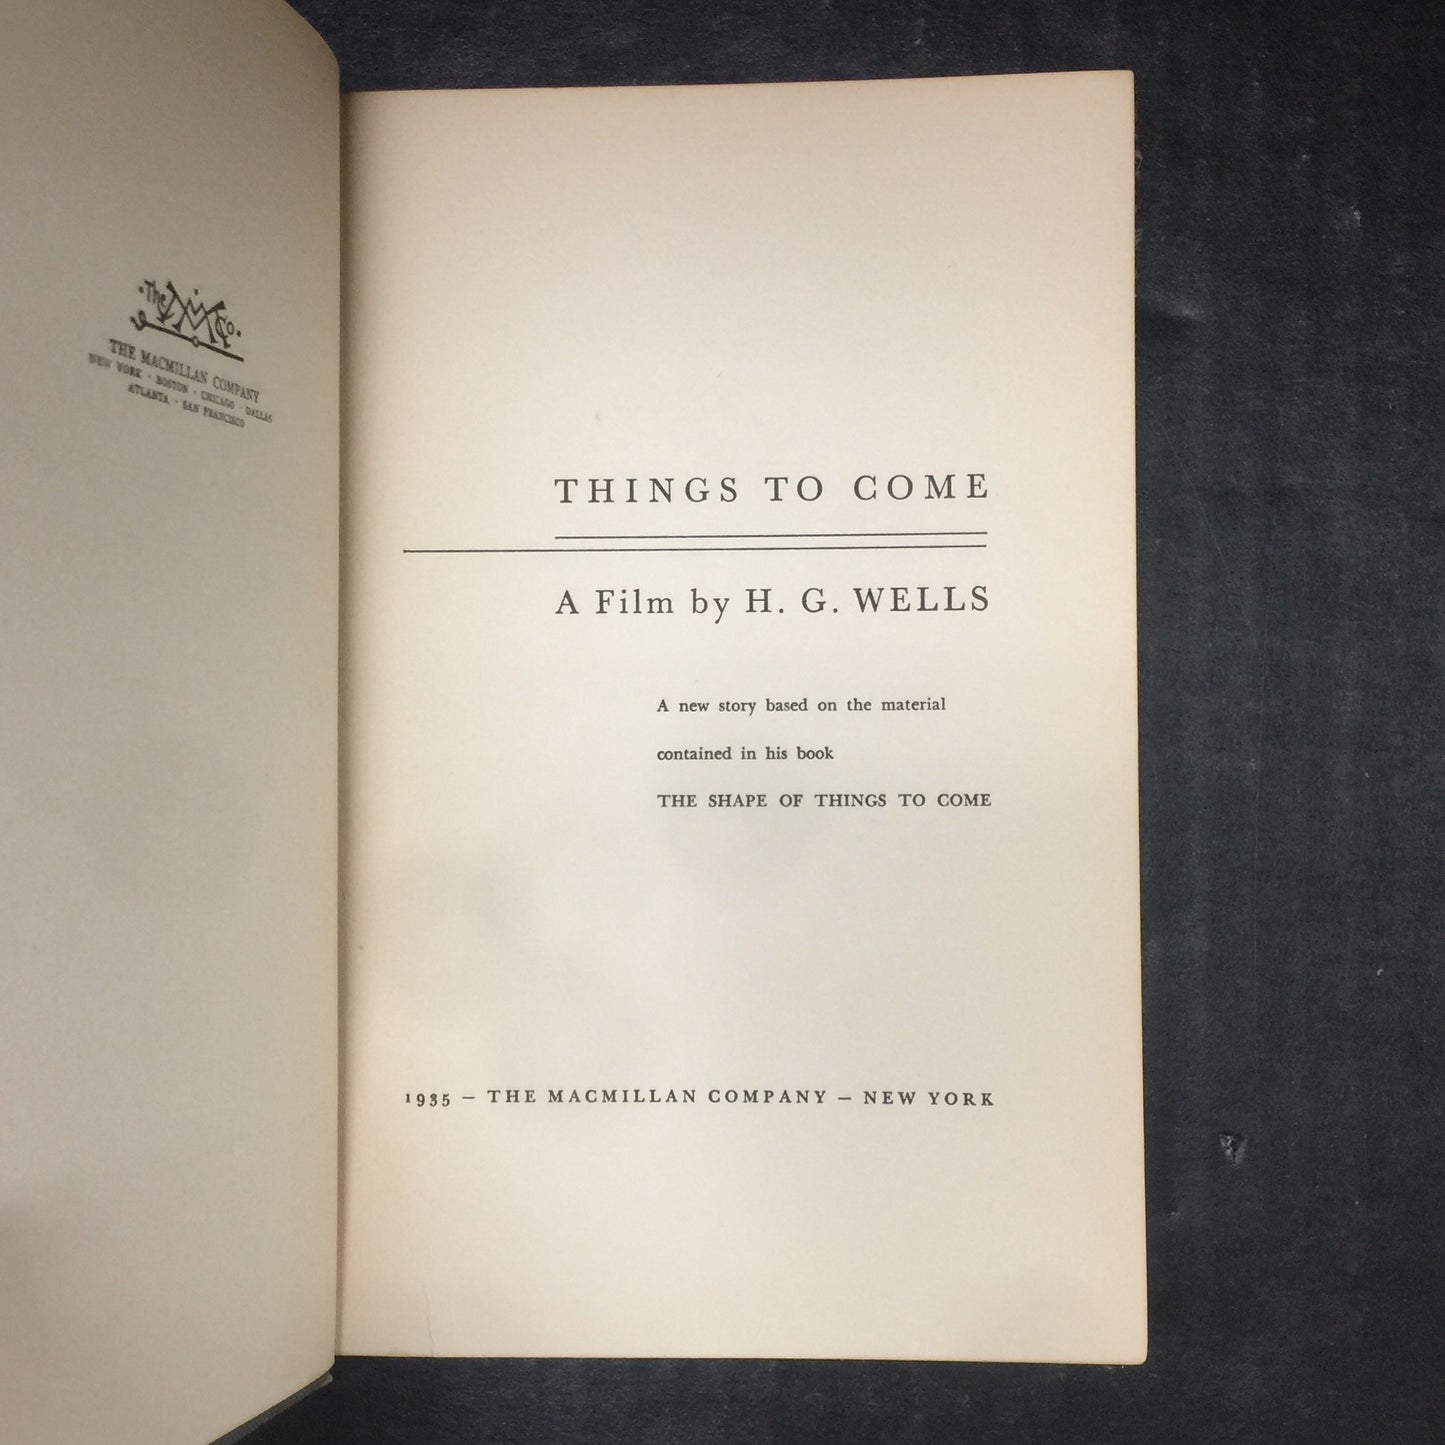 The MM Co.
THE MACMILLAN COMPANY
NEW YORK · BOSTON · CHICAGO · DALLAS
ATLANTA · SAN FRANCISCO
THINGS TO COME
A Film by H. G. WELLS
A new story based on the material
contained in his book
THE SHAPE OF THINGS TO COME
1935 – THE MACMILLAN COMPANY – NEW YORK